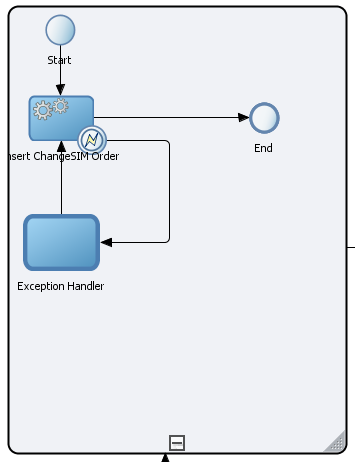 Start
nsert ChangeSIM Order
End
Exception Handler